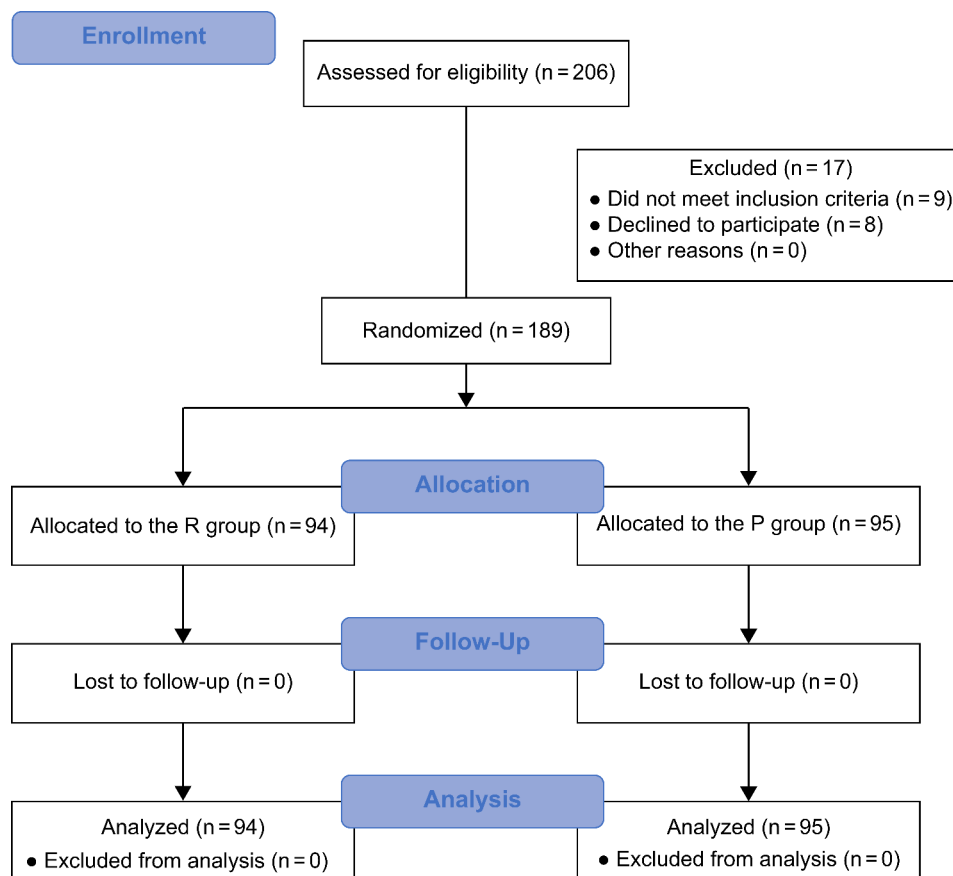 Enrollment
Assessed for eligibility (n = 206)
Excluded (n = 17)
● Did not meet inclusion criteria (n = 9)
● Declined to participate (n = 8)
● Other reasons (n = 0)
Randomized (n = 189)
Allocation
Allocated to the R group (n = 94)
Allocated to the P group (n = 95)
Follow-Up
Lost to follow-up (n = 0)
Lost to follow-up (n = 0)
Analysis
Analyzed (n = 94)
● Excluded from analysis (n = 0)
Analyzed (n = 95)
● Excluded from analysis (n = 0)